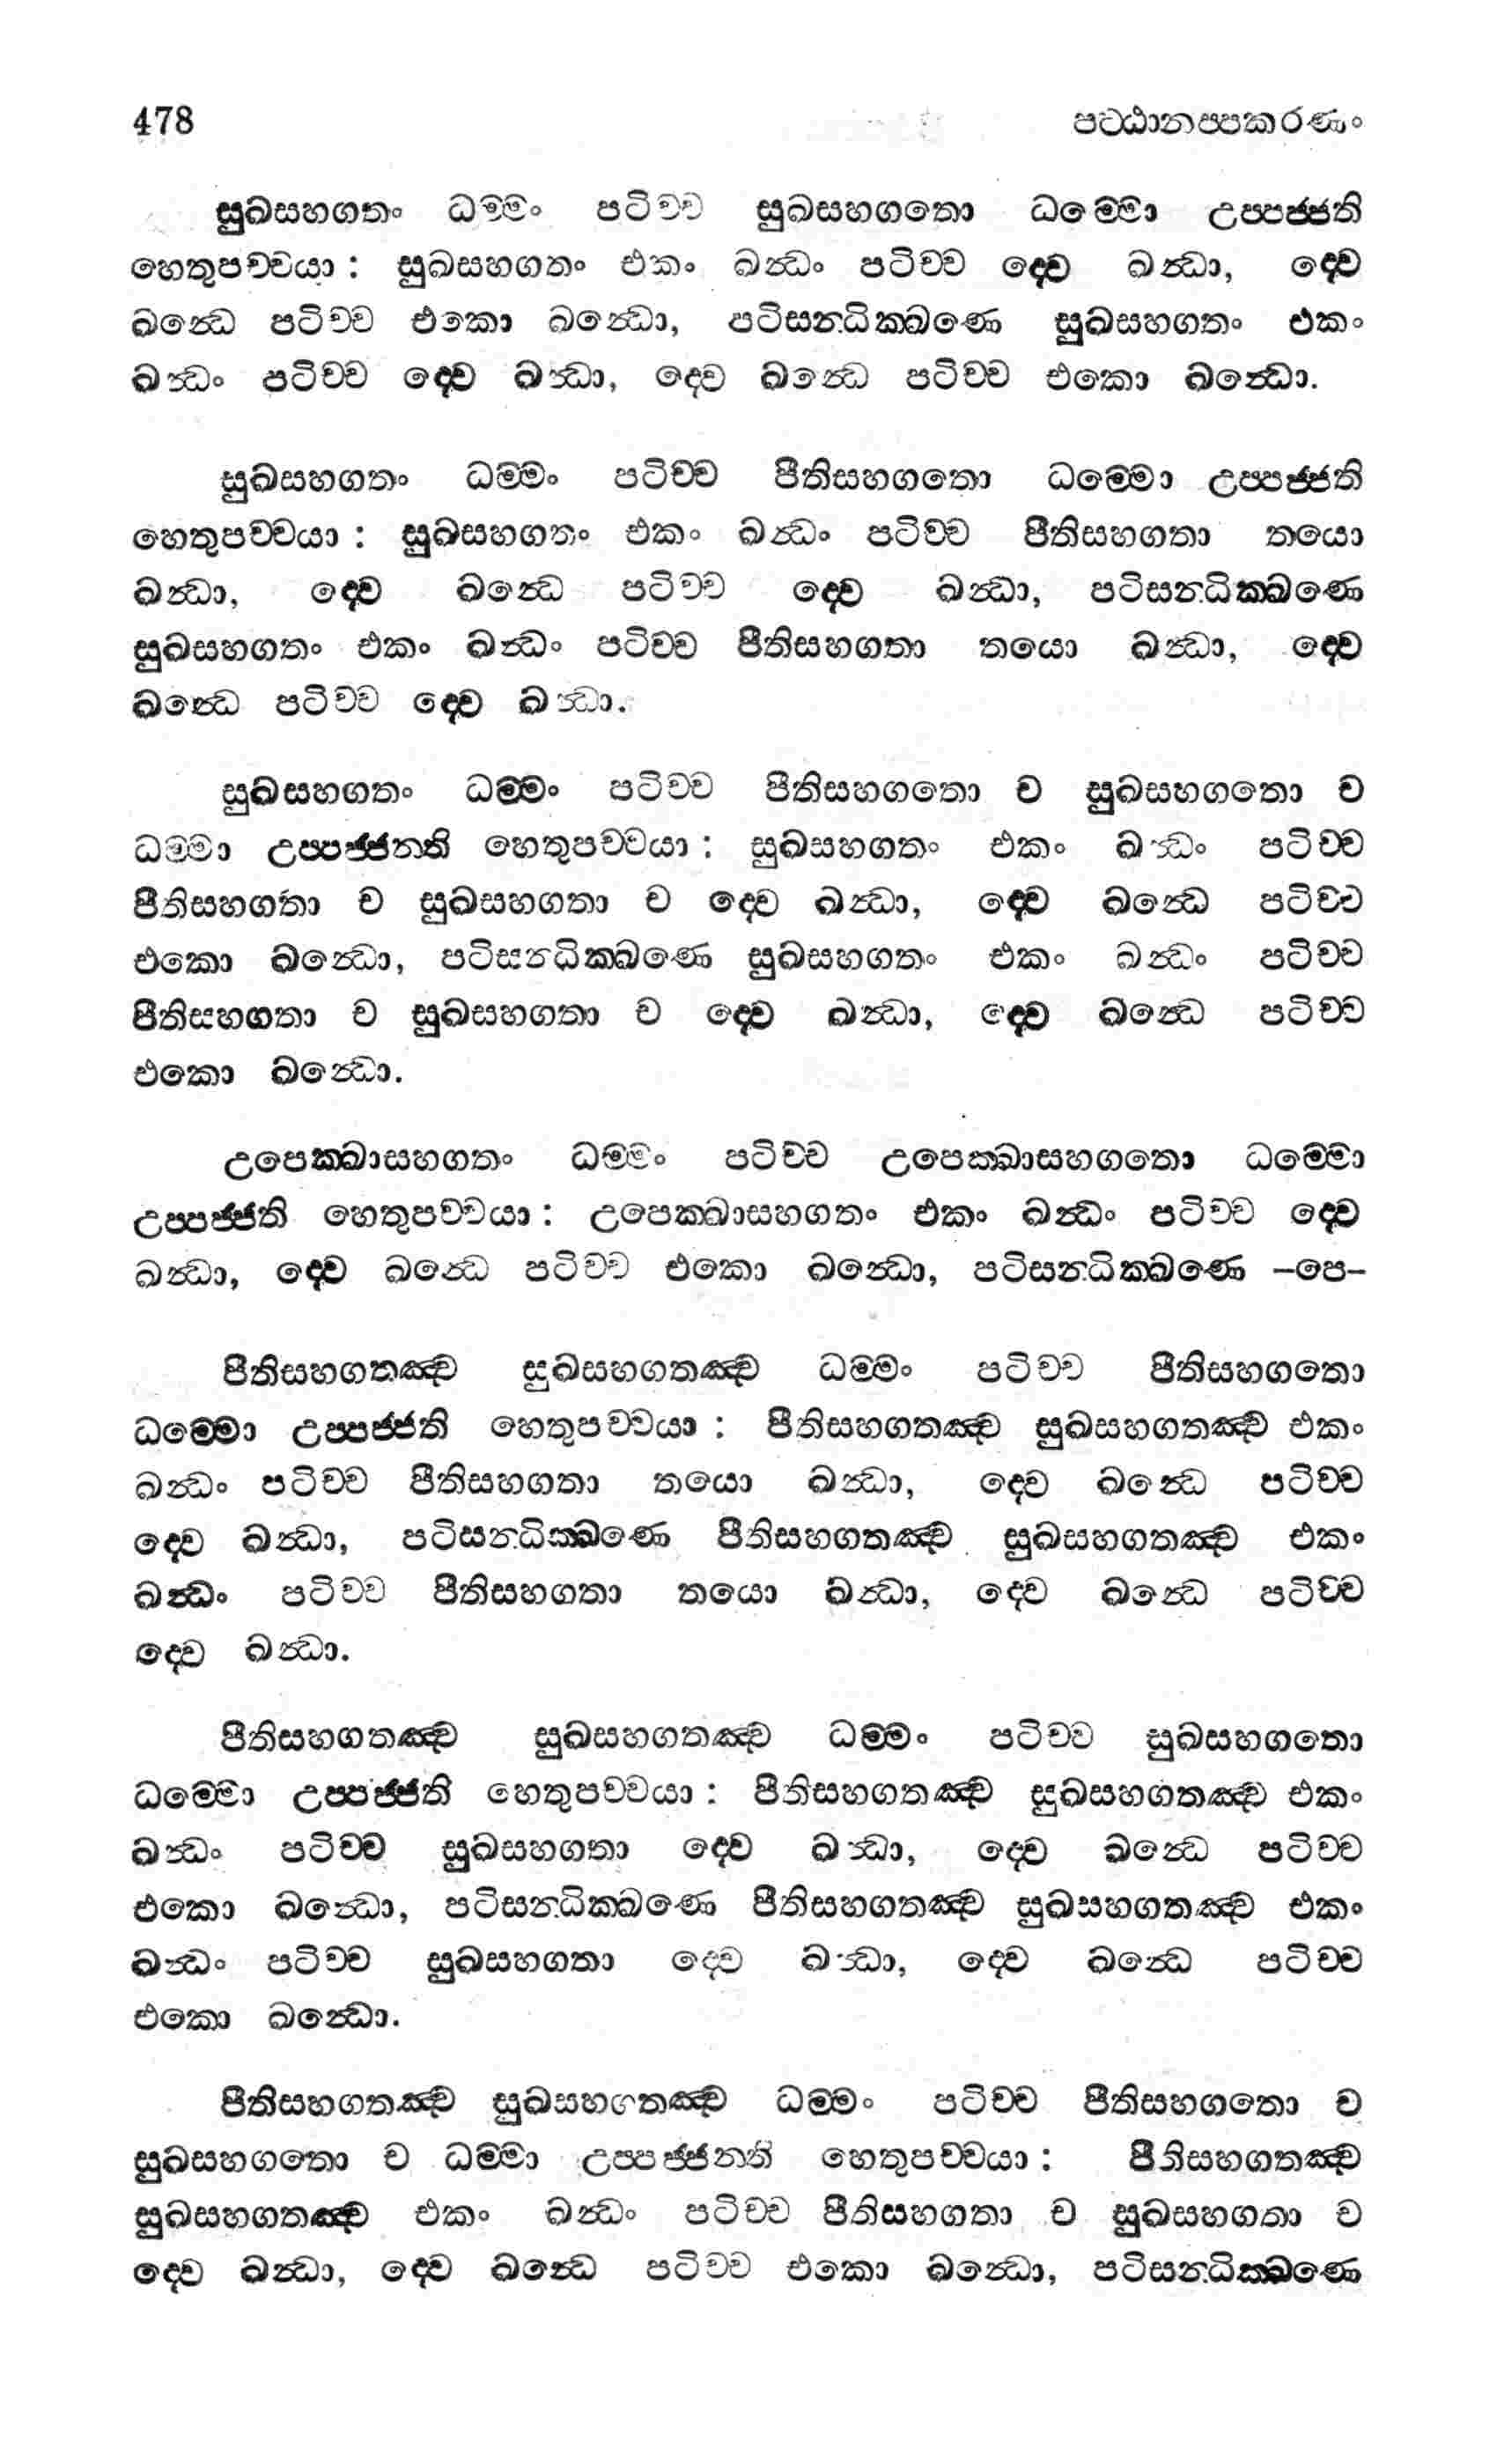 478 පට්ඨානප්පකරණං
සුඛසහගතං ධම්මං පටිච්ච සුඛසහගතො ධම්මො උප්පජ්ජති
හෙතුපච්චයා : සුඛසහගතං එකං ඛන්ධං පටිච්ච ද්වෙ ඛන්ධා, ද්වෙ
ඛන්ධෙ පටිච්ච එකො ඛන්ධො, පටිසන්ධික්ඛණෙ සුඛසහගතං එකං
ඛන්ධං පටිච්ච ද්වෙ ඛන්ධා, ද්වෙ ඛන්ධෙ පටිච්ච එකො ඛන්ධො.
සුඛසහගතං ධම්මං පටිච්ච පීතිසහගතො ධම්මො උප්පජ්ජති
හෙතුපච්චයා : සුඛසහගතං එකං ඛන්ධං පටිච්ච පීතිසහගතා තයො
ඛන්ධා, ද්වෙ ඛන්ධෙ පටිච්ච ද්වෙ ඛන්ධා, පටිසන්ධික්ඛණෙ
සුඛසහගතං එකං ඛන්ධං පටිච්ච පීතිසහගතා තයො ඛන්ධා, ද්වෙ
ඛන්ධෙ පටිච්ච ද්වෙ ඛන්ධා.
සුඛසහගතං ධම්මං පටිච්ච පීතිසහගතො ච සුඛසහගතො ච
ධම්මා උප්පජ්ජන්ති හෙතුපච්චයා : සුඛසහගතං එකං ඛන්ධං පටිච්ච
පීතිසහගතා ච සුඛසහගතා ච ද්වෙ ඛන්ධා, ද්වෙ ඛන්ධෙ පටිච්ච
එකො ඛන්ධො, පටිසන්ධික්ඛණෙ සුඛසහගතං එකං ඛන්ධං පටිච්ච
පීතිසහගතා ච සුඛසහගතා ච ද්වෙ ඛන්ධා, ද්වෙ ඛන්ධෙ පටිච්ච
එකො ඛන්ධො.
උපෙක්ඛාසහගතං ධම්මං පටිච්ච උපෙක්ඛාසහගතො ධම්මො
උප්පජ්ජති හෙතුපච්චයා : උපෙක්ඛාසහගතං එකං ඛන්ධං පටිච්ච ද්වෙ
ඛන්ධා, ද්වෙ ඛන්ධෙ පටිච්ච එකො ඛන්ධො, පටිසන්ධික්ඛණෙ –පෙ–
පීතිසහගතඤ්ච සුඛසහගතඤ්ච ධම්මං පටිච්ච පීතිසහගතො
ධම්මො උප්පජ්ජති හෙතුපච්චයා : පීතිසහගතඤ්ච සුඛසහගතඤ්ච එකං
ඛන්ධං පටිච්ච පීතිසහගතා තයො ඛන්ධා, ද්වෙ ඛන්ධෙ පටිච්ච
ද්වෙ ඛන්ධා, පටිසන්ධික්ඛණෙ පීතිසහගතඤ්ච සුඛසහගතඤ්ච එකං
ඛන්ධං පටිච්ච පීතිසහගතා තයො ඛන්ධා, ද්වෙ ඛන්ධෙ පටිච්ච
ද්වෙ ඛන්ධා.
පීතිසහගතඤ්ච සුඛසහගතඤ්ච ධම්මං පටිච්ච සුඛසහගතො
ධම්මො උප්පජ්ජති හෙතුපච්චයා : පීතිසහගතඤ්ච සුඛසහගතඤ්ච එකං
ඛන්ධං පටිච්ච සුඛසහගතා ද්වෙ ඛන්ධා, ද්වෙ ඛන්ධෙ පටිච්ච
එකො ඛන්ධො, පටිසන්ධික්ඛණෙ පීතිසහගතඤ්ච සුඛසහගතඤ්ච එකං
ඛන්ධං පටිච්ච සුඛසහගතා ද්වෙ ඛන්ධා, ද්වෙ ඛන්ධෙ පටිච්ච
එකො ඛන්ධො.
පීතිසහගතඤ්ච සුඛසහගතඤ්ච ධම්මං පටිච්ච පීතිසහගතො ච
සුඛසහගතො ච ධම්මා උප්පජ්ජන්ති හෙතුපච්චයා : පීතිසහගතඤ්ච
සුඛසහගතඤ්ච එකං ඛන්ධං පටිච්ච පීතිසහගතා ච සුඛසහගතා ච
ද්වෙ ඛන්ධා, ද්වෙ ඛන්ධෙ පටිච්ච එකො ඛන්ධො, පටිසන්ධික්ඛණෙ